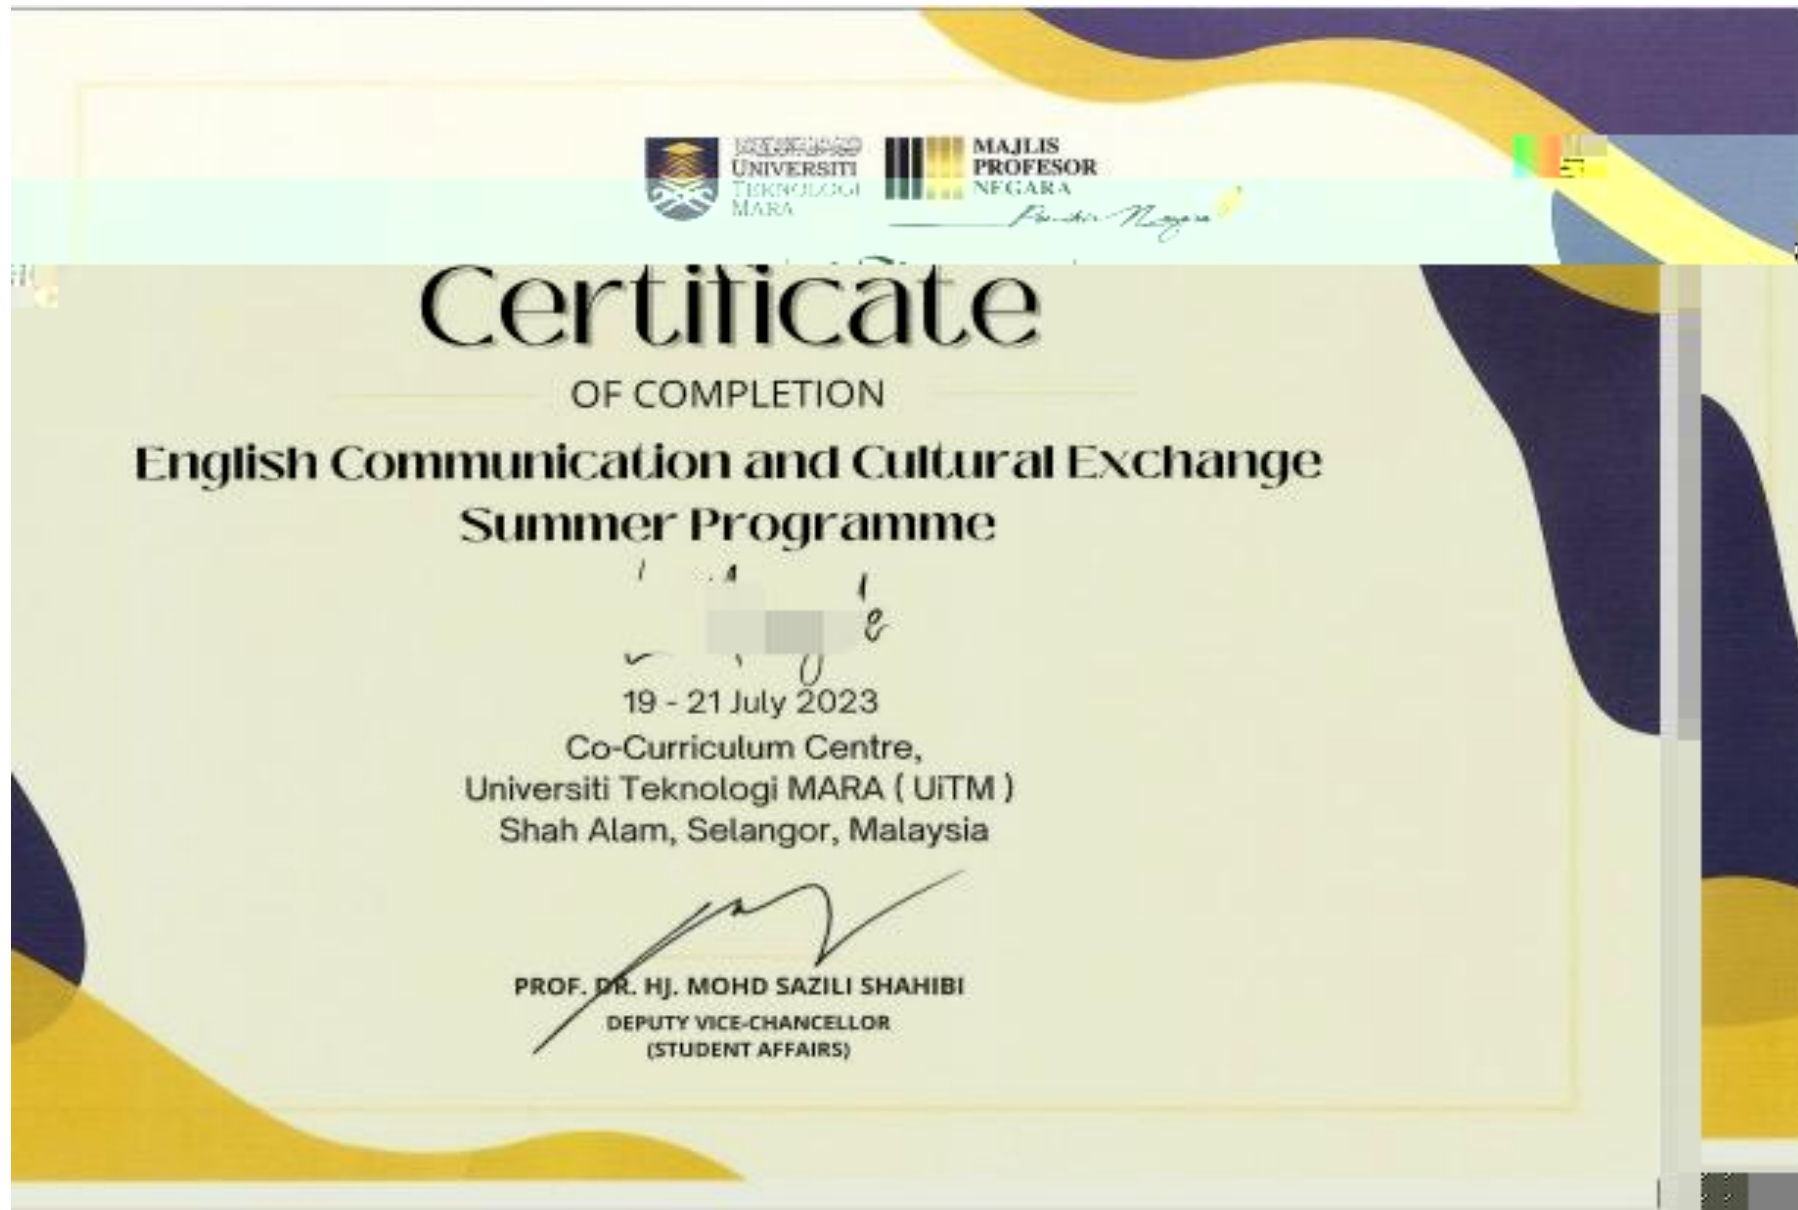 UNIVERSITI
TEKNOLOGI
MARA
MAJLIS
PROFESOR
NEGARA
Certificate
OF COMPLETION
English Communication and Cultural Exchange
Summer Programme
19 - 21 July 2023
Co-Curriculum Centre,
Universiti Teknologi MARA ( UiTM )
Shah Alam, Selangor, Malaysia
PROF. DR. HJ. MOHD SAZILI SHAHIBI
DEPUTY VICE-CHANCELLOR
(STUDENT AFFAIRS)